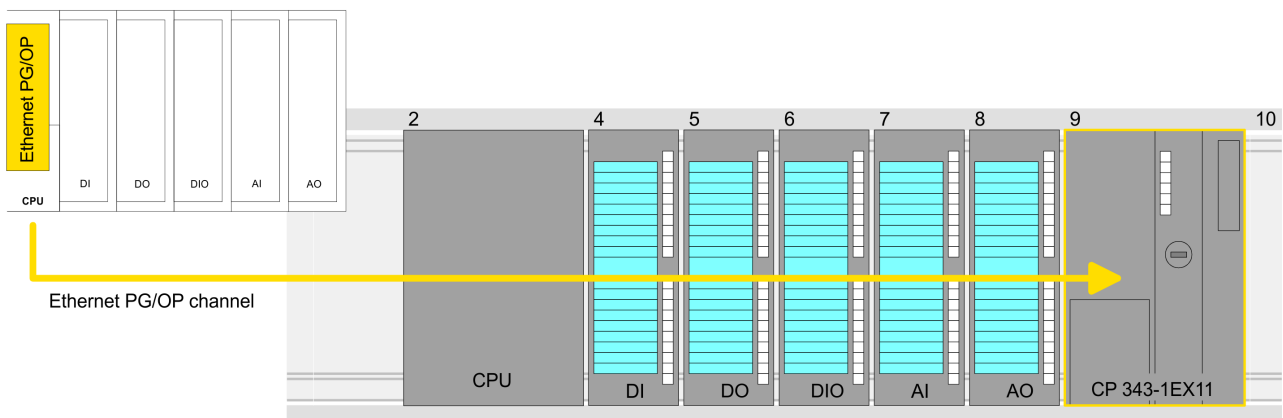 Ethernet PG/OP
CPU
DI
DO
DIO
AI
AO
Ethernet PG/OP channel
2
4
5
6
7
8
9
10
CPU
DI
DO
DIO
AI
AO
CP 343-1EX11